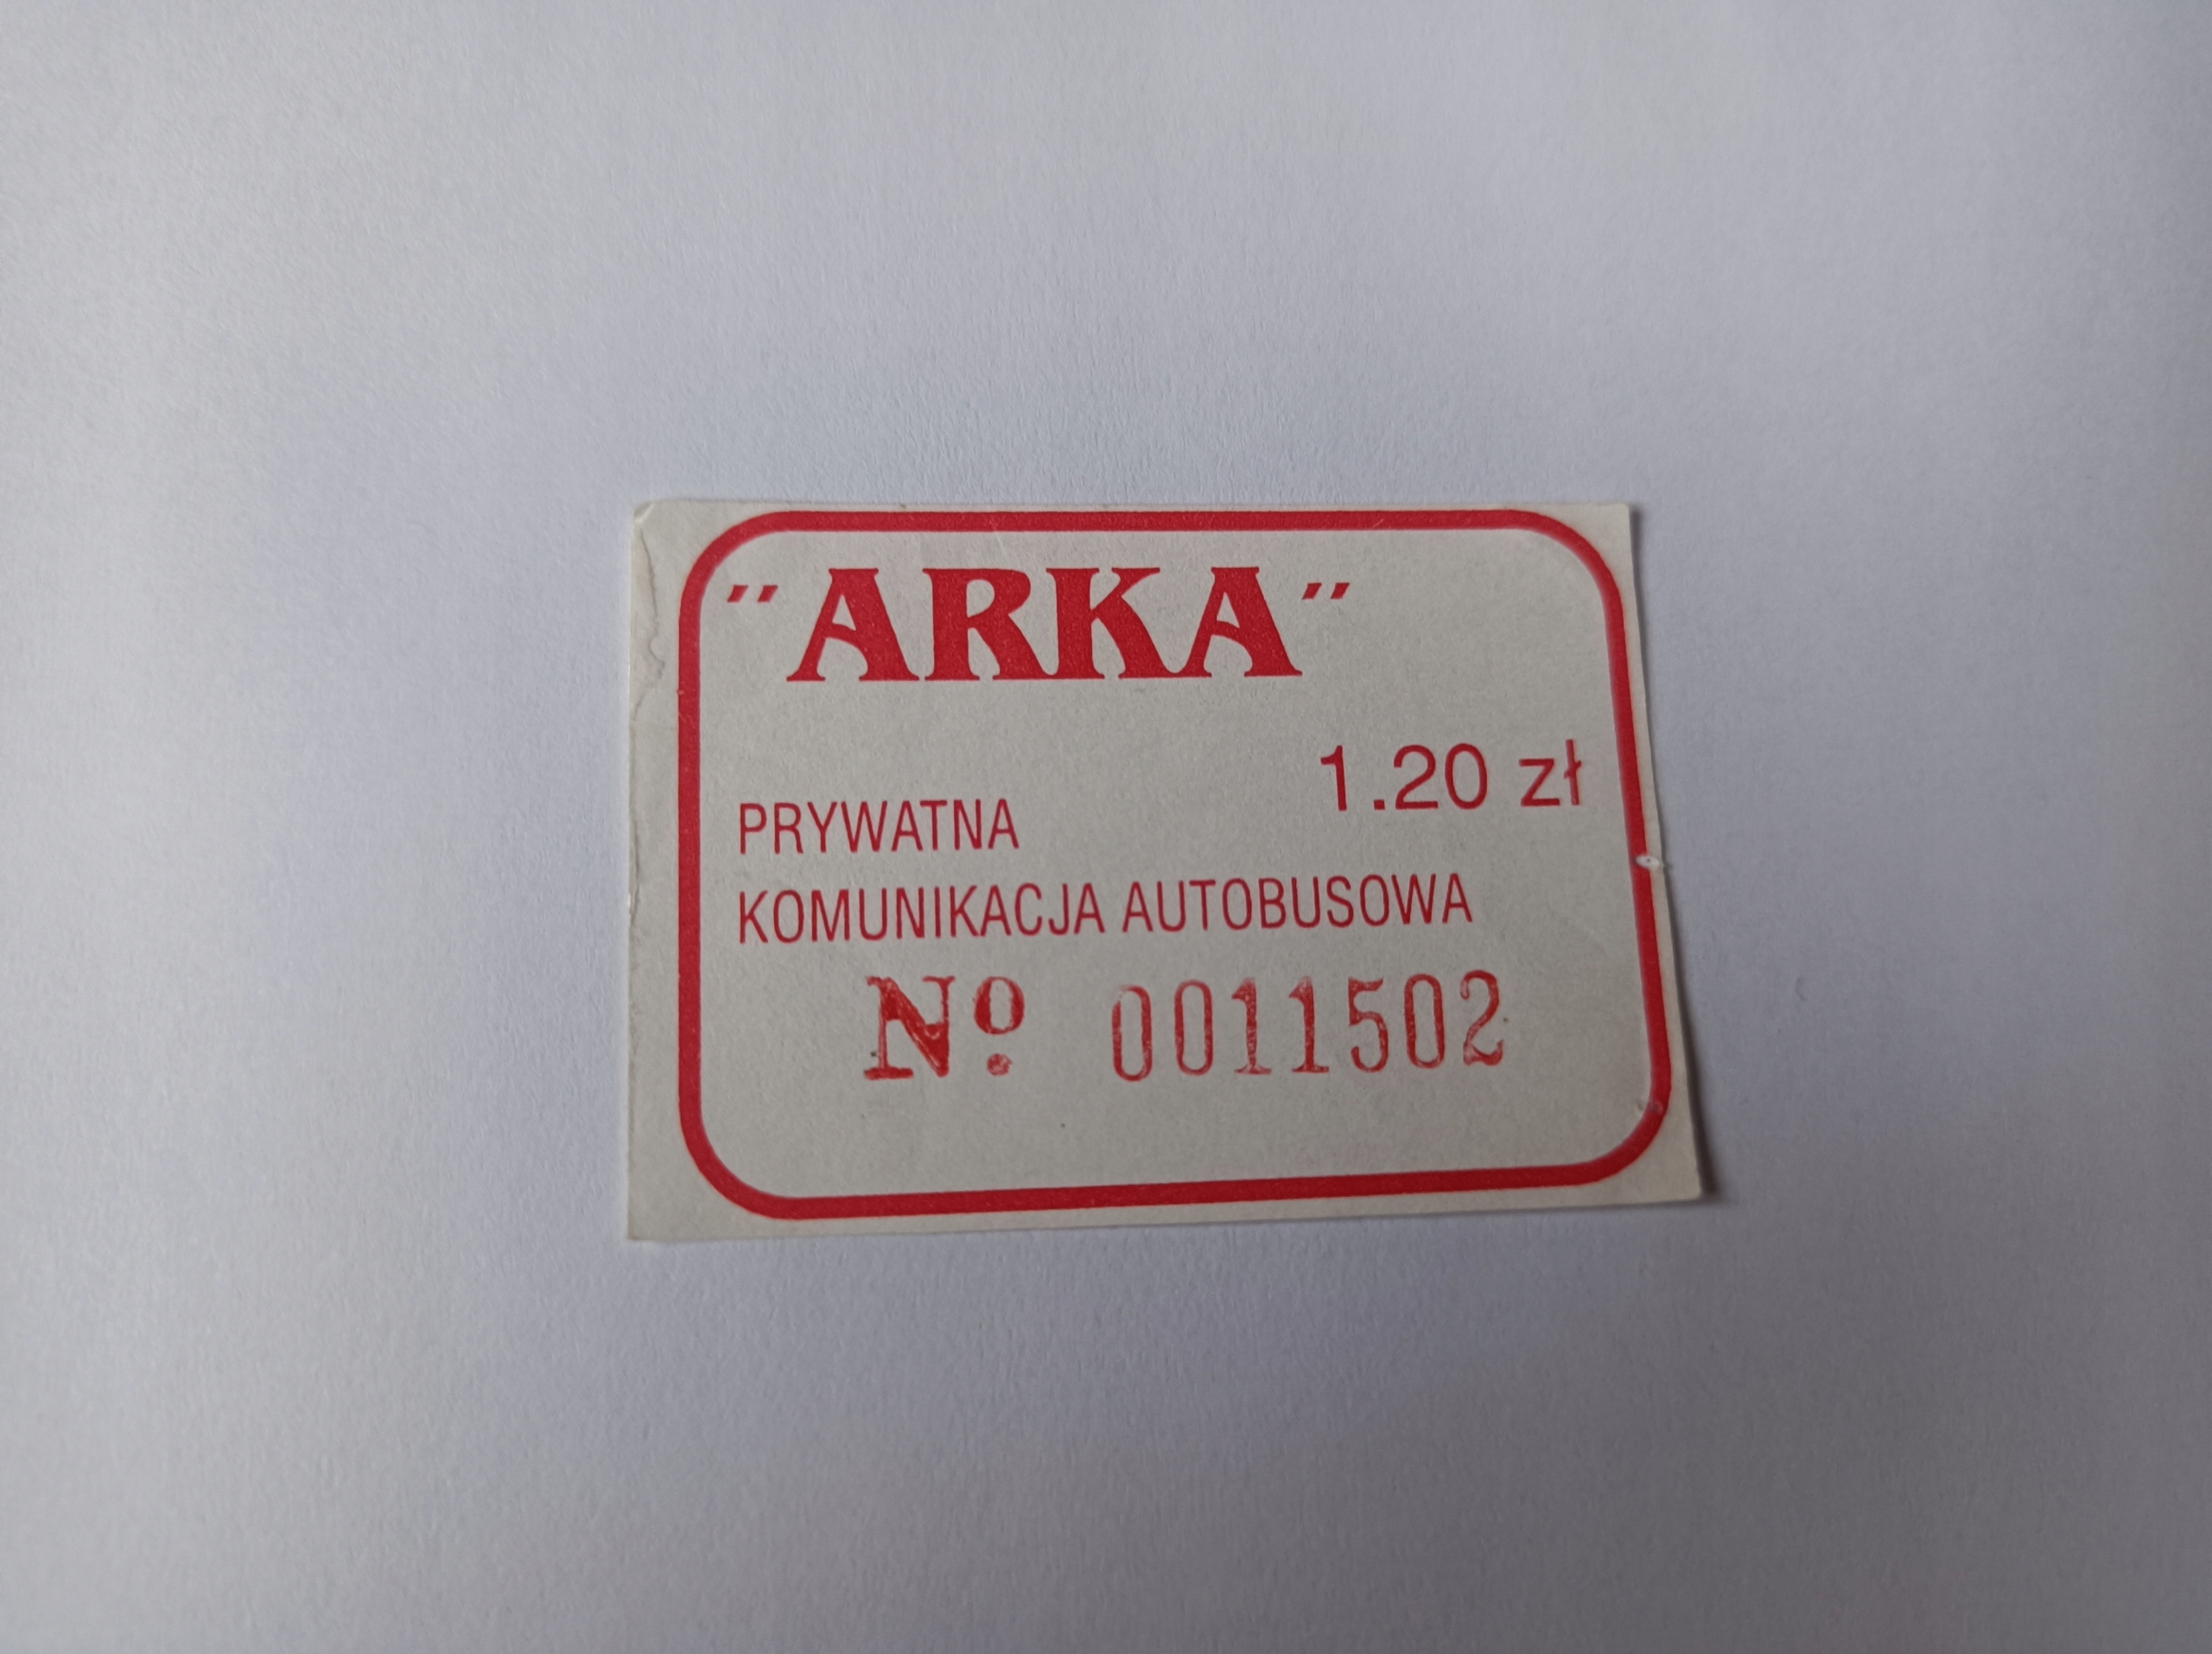 "ARKA"
1.20 zł
PRYWATNA
KOMUNIKACJA AUTOBUSOWA
Nº 0011502